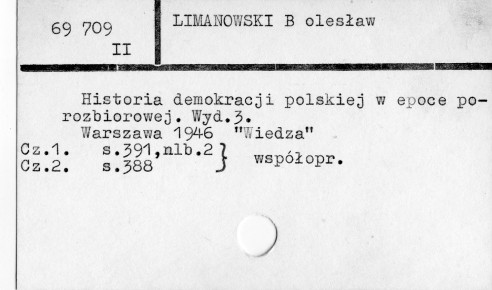 69 709
II
LIMANOWSKI B olesław
Historia demokracji polskiej w epoce po-
rozbiorowej. Wyd.3.
Warszawa 1946 "Wiedza"
Cz.1. s.391,nlb.2
Cz.2. s.388
} współopr.